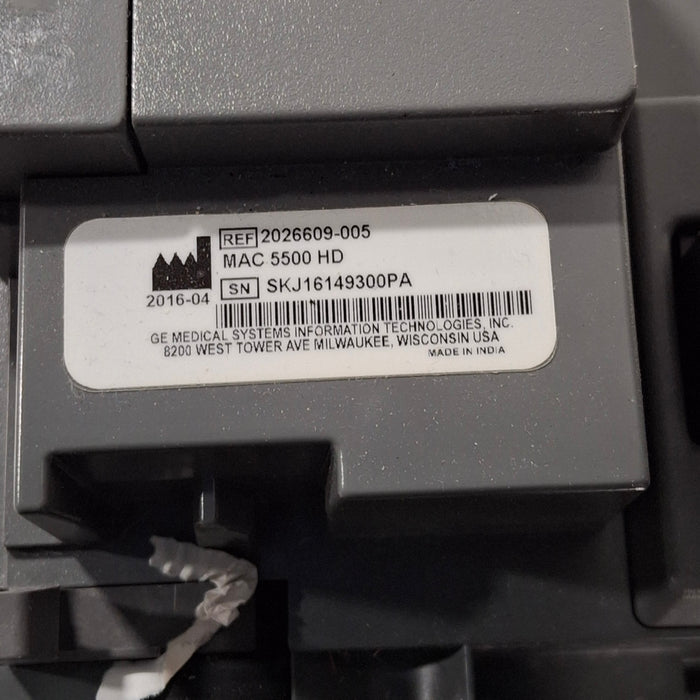 REF 2026609-005
MAC 5500 HD
2016-04
SN SKJ16149300PA
GE MEDICAL SYSTEMS INFORMATION TECHNOLOGIES, INC.
8200 WEST TOWER AVE MILWAUKEE, WISCONSIN USA
MADE IN INDIA